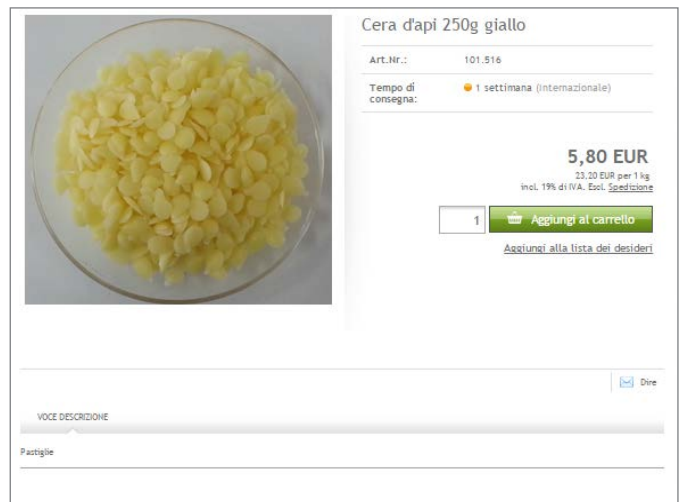 Cera d'api 250g giallo
Art.Nr.: 101.516
Tempo di consegna: 1 settimana (Internazionale)
5,80 EUR
23,20 EUR per 1 kg
incl. 19% di IVA. Escl. Spedizione
1 Aggiungi al carrello
Aggiungi alla lista dei desideri
Dire
VOCE DESCRIZIONE
Pastiglie